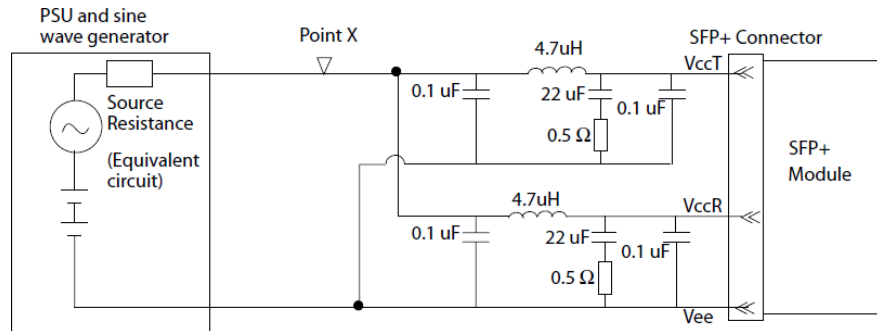 PSU and sine
wave generator
Point X
SFP+ Connector
4.7uH
VccT
0.1 uF
22 uF
0.1 uF
Source
Resistance
0.5 Ω
(Equivalent
circuit)
SFP+
Module
4.7uH
VccR
0.1 uF
22 uF
0.1 uF
0.5 Ω
Vee